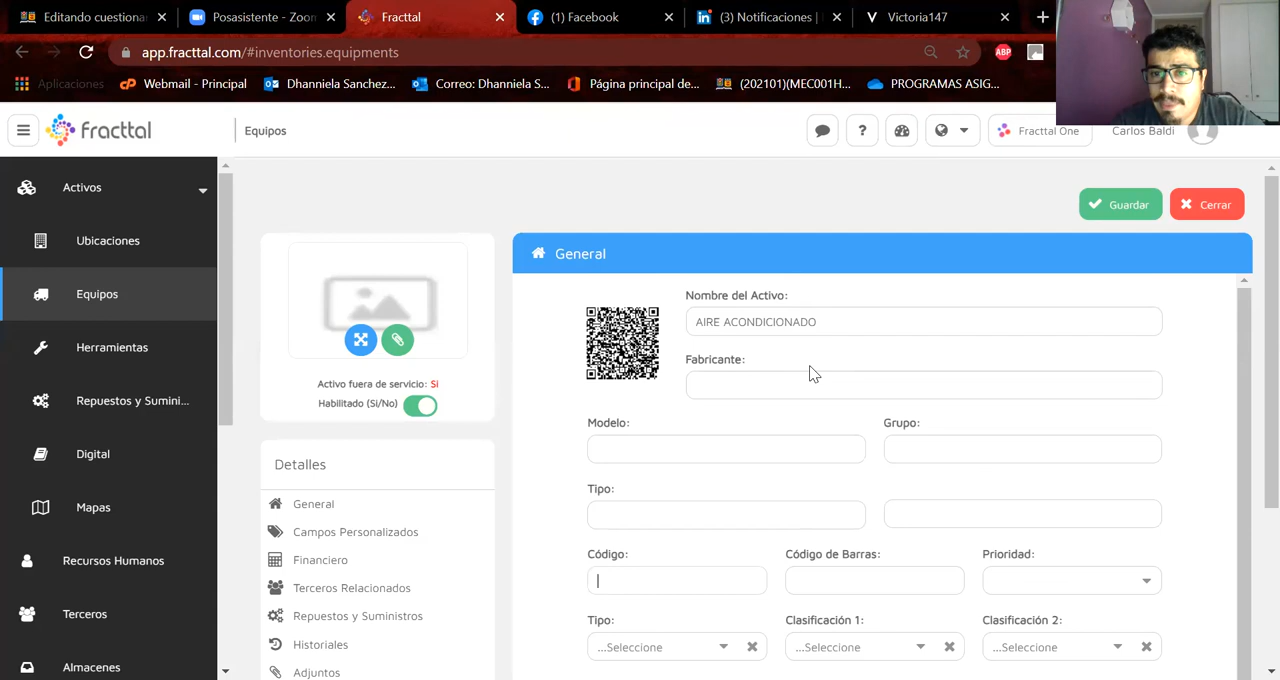 Editando cuestiona
Posasistente - Zoom
Fracttal
(1) Facebook
(3) Notificaciones |
Victoria147
app.fracttal.com/#inventories.equipments
ABP
Aplicaciones
Webmail - Principal
Dhanniela Sanchez...
Correo: Dhanniela S...
Página principal de...
(202101)(MEC001H...
PROGRAMAS ASIG...
fracttal
Equipos
Fracttal One
Carlos Baldi
Activos
Guardar
Cerrar
Ubicaciones
General
Equipos
Nombre del Activo:
AIRE ACONDICIONADO
Herramientas
Fabricante:
Activo fuera de servicio: Si
Habilitado (Si/No)
Repuestos y Sumini...
Modelo:
Grupo:
Digital
Detalles
Tipo:
Mapas
General
Campos Personalizados
Código:
Código de Barras:
Prioridad:
Recursos Humanos
Financiero
Terceros Relacionados
Terceros
Repuestos y Suministros
Tipo:
Clasificación 1:
Clasificación 2:
Historiales
...Seleccione
...Seleccione
...Seleccione
Almacenes
Adjuntos